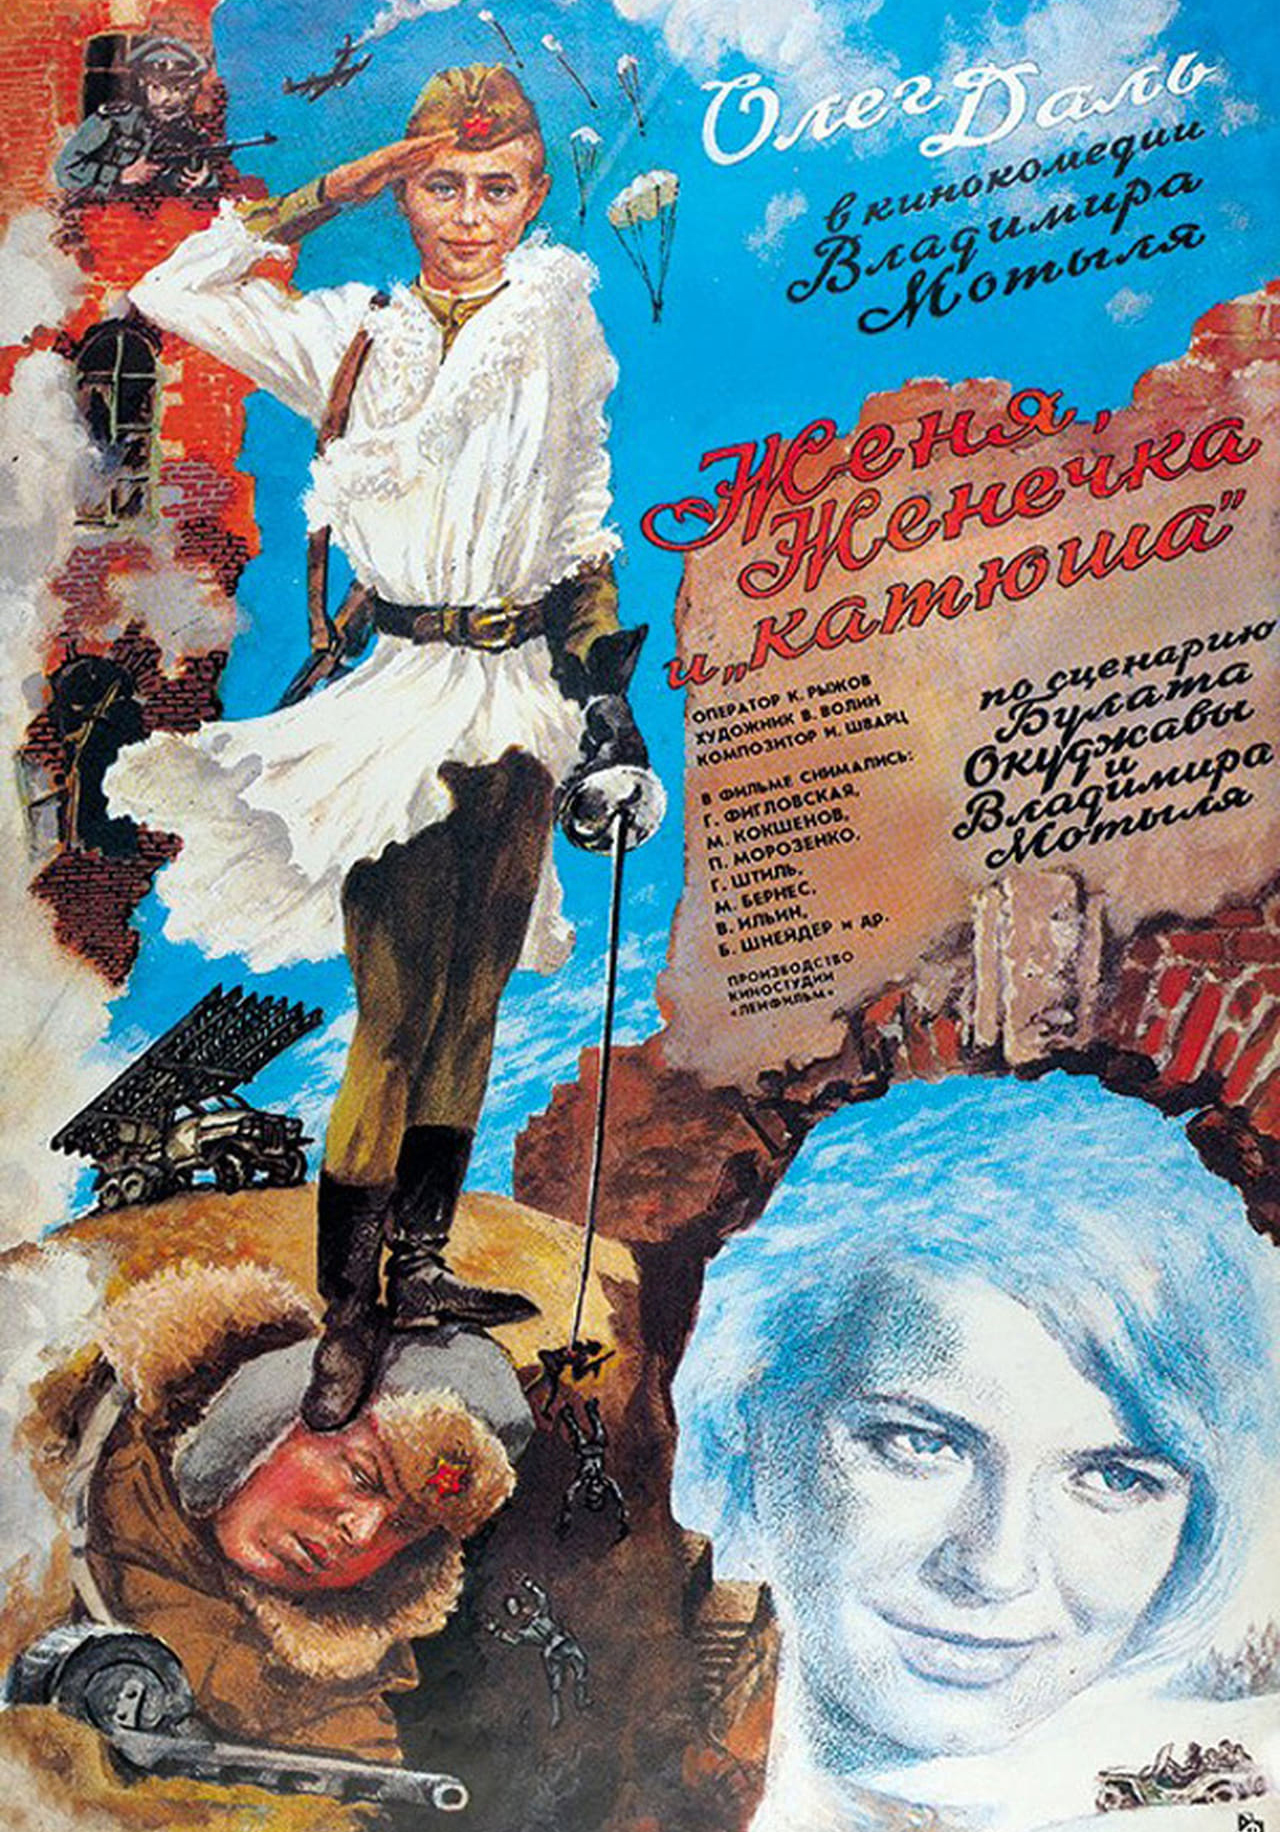 Олег Даль
в кинокомедии
Владимира
Мотыля
Женя,
Женечка
и „катюша”
по сценарию
Булата
Окуджавы
и
Владимира
Мотыля
ОПЕРАТОР К. РЫЖОВ
ХУДОЖНИК В. ВОЛИН
КОМПОЗИТОР И. ШВАРЦ
В ФИЛЬМЕ СНИМАЛИСЬ:
Г. ФИГЛОВСКАЯ,
М. КОКШЕНОВ,
П. МОРОЗЕНКО,
Г. ШТИЛЬ,
М. БЕРНЕС,
В. ИЛЬИН,
Б. ШНЕЙДЕР И ДР.
ПРОИЗВОДСТВО
КИНОСТУДИИ
«ЛЕНФИЛЬМ»